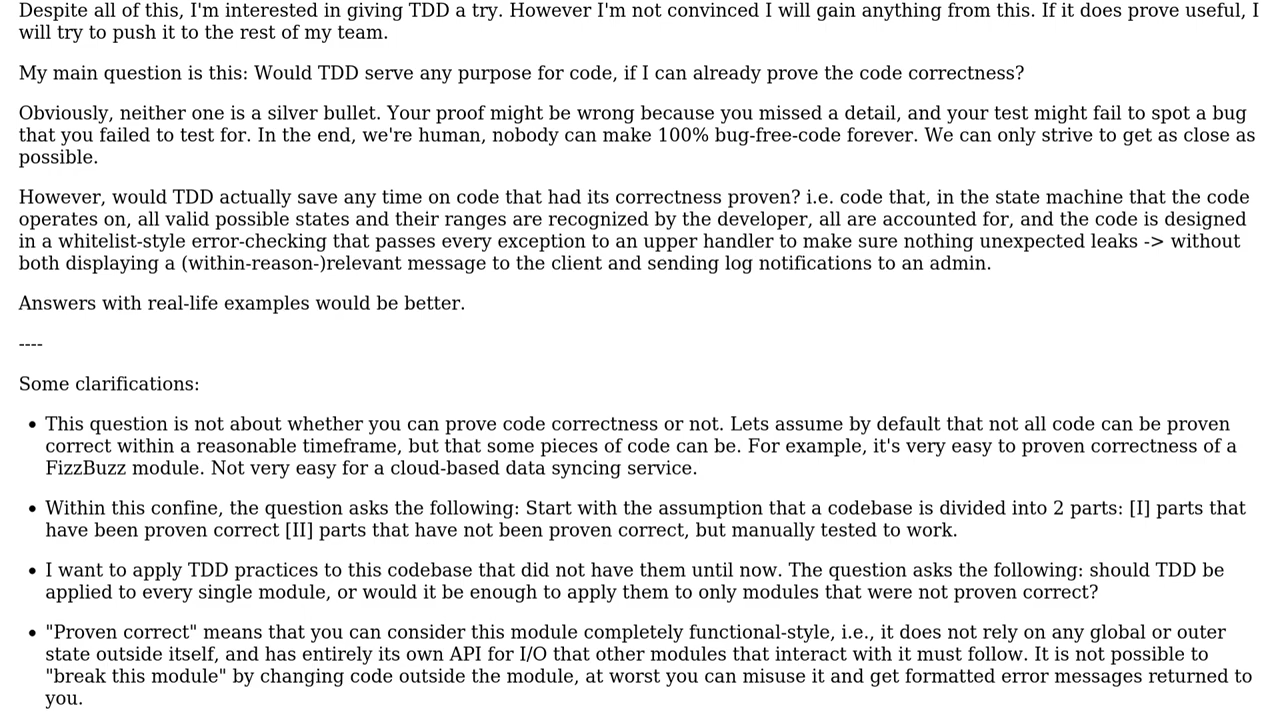 Despite all of this, I'm interested in giving TDD a try. However I'm not convinced I will gain anything from this. If it does prove useful, I
will try to push it to the rest of my team.
My main question is this: Would TDD serve any purpose for code, if I can already prove the code correctness?
Obviously, neither one is a silver bullet. Your proof might be wrong because you missed a detail, and your test might fail to spot a bug
that you failed to test for. In the end, we're human, nobody can make 100% bug-free-code forever. We can only strive to get as close as
possible.
However, would TDD actually save any time on code that had its correctness proven? i.e. code that, in the state machine that the code
operates on, all valid possible states and their ranges are recognized by the developer, all are accounted for, and the code is designed
in a whitelist-style error-checking that passes every exception to an upper handler to make sure nothing unexpected leaks -> without
both displaying a (within-reason-)relevant message to the client and sending log notifications to an admin.
Answers with real-life examples would be better.
----
Some clarifications:
• This question is not about whether you can prove code correctness or not. Lets assume by default that not all code can be proven
correct within a reasonable timeframe, but that some pieces of code can be. For example, it's very easy to proven correctness of a
FizzBuzz module. Not very easy for a cloud-based data syncing service.
• Within this confine, the question asks the following: Start with the assumption that a codebase is divided into 2 parts: [I] parts that
have been proven correct [II] parts that have not been proven correct, but manually tested to work.
• I want to apply TDD practices to this codebase that did not have them until now. The question asks the following: should TDD be
applied to every single module, or would it be enough to apply them to only modules that were not proven correct?
• "Proven correct" means that you can consider this module completely functional-style, i.e., it does not rely on any global or outer
state outside itself, and has entirely its own API for I/O that other modules that interact with it must follow. It is not possible to
"break this module" by changing code outside the module, at worst you can misuse it and get formatted error messages returned to
you.